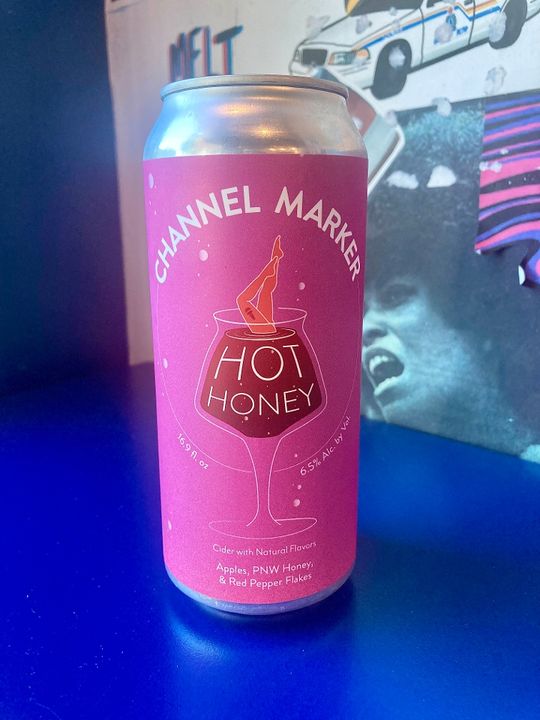 MELT
CHANNEL MARKER
HOT
HONEY
16.9 fl. oz
6.5% Alc. by Vol
Cider with Natural Flavors
Apples, PNW Honey,
& Red Pepper Flakes